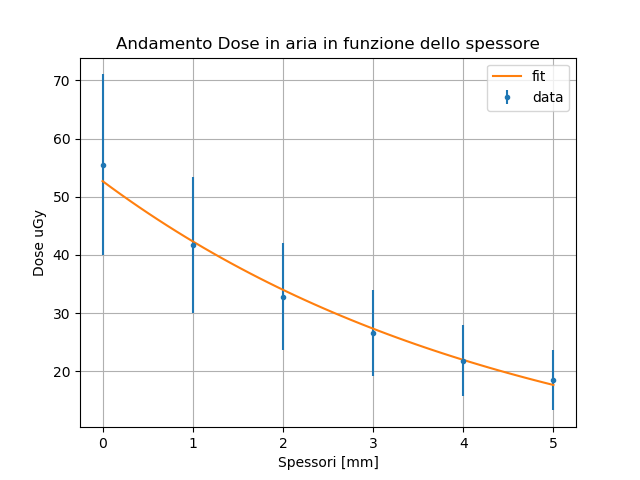 Andamento Dose in aria in funzione dello spessore
fit
data
Dose uGy
70
60
50
40
30
20
0 1 2 3 4 5
Spessori [mm]